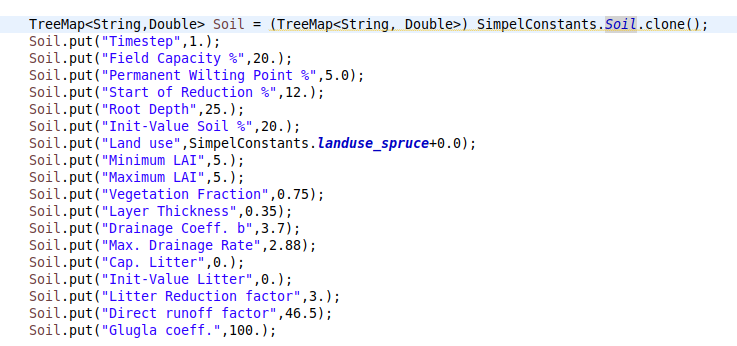 TreeMap<String,Double> Soil = (TreeMap<String, Double>) SimpelConstants.Soil.clone();
Soil.put("Timestep",1.);
Soil.put("Field Capacity %",20.);
Soil.put("Permanent Wilting Point %",5.0);
Soil.put("Start of Reduction %",12.);
Soil.put("Root Depth",25.);
Soil.put("Init-Value Soil %",20.);
Soil.put("Land use",SimpelConstants.landuse_spruce+0.0);
Soil.put("Minimum LAI",5.);
Soil.put("Maximum LAI",5.);
Soil.put("Vegetation Fraction",0.75);
Soil.put("Layer Thickness",0.35);
Soil.put("Drainage Coeff. b",3.7);
Soil.put("Max. Drainage Rate",2.88);
Soil.put("Cap. Litter",0.);
Soil.put("Init-Value Litter",0.);
Soil.put("Litter Reduction factor",3.);
Soil.put("Direct runoff factor",46.5);
Soil.put("Glugla coeff.",100.);